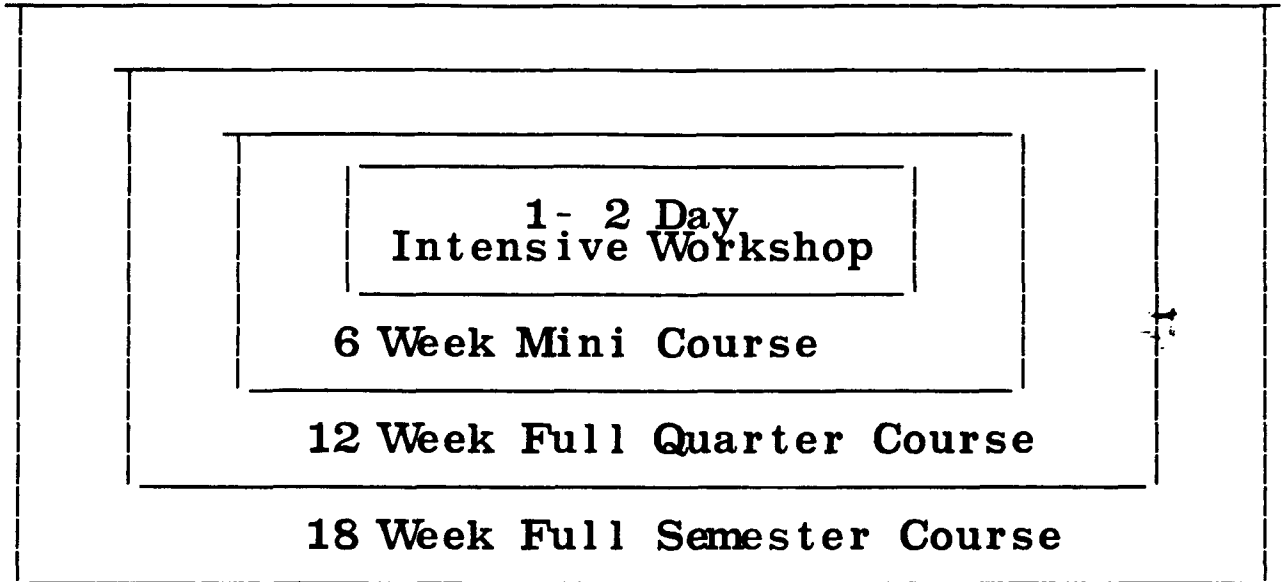 1- 2 Day
Intensive Workshop
6 Week Mini Course
12 Week Full Quarter Course
18 Week Full Semester Course